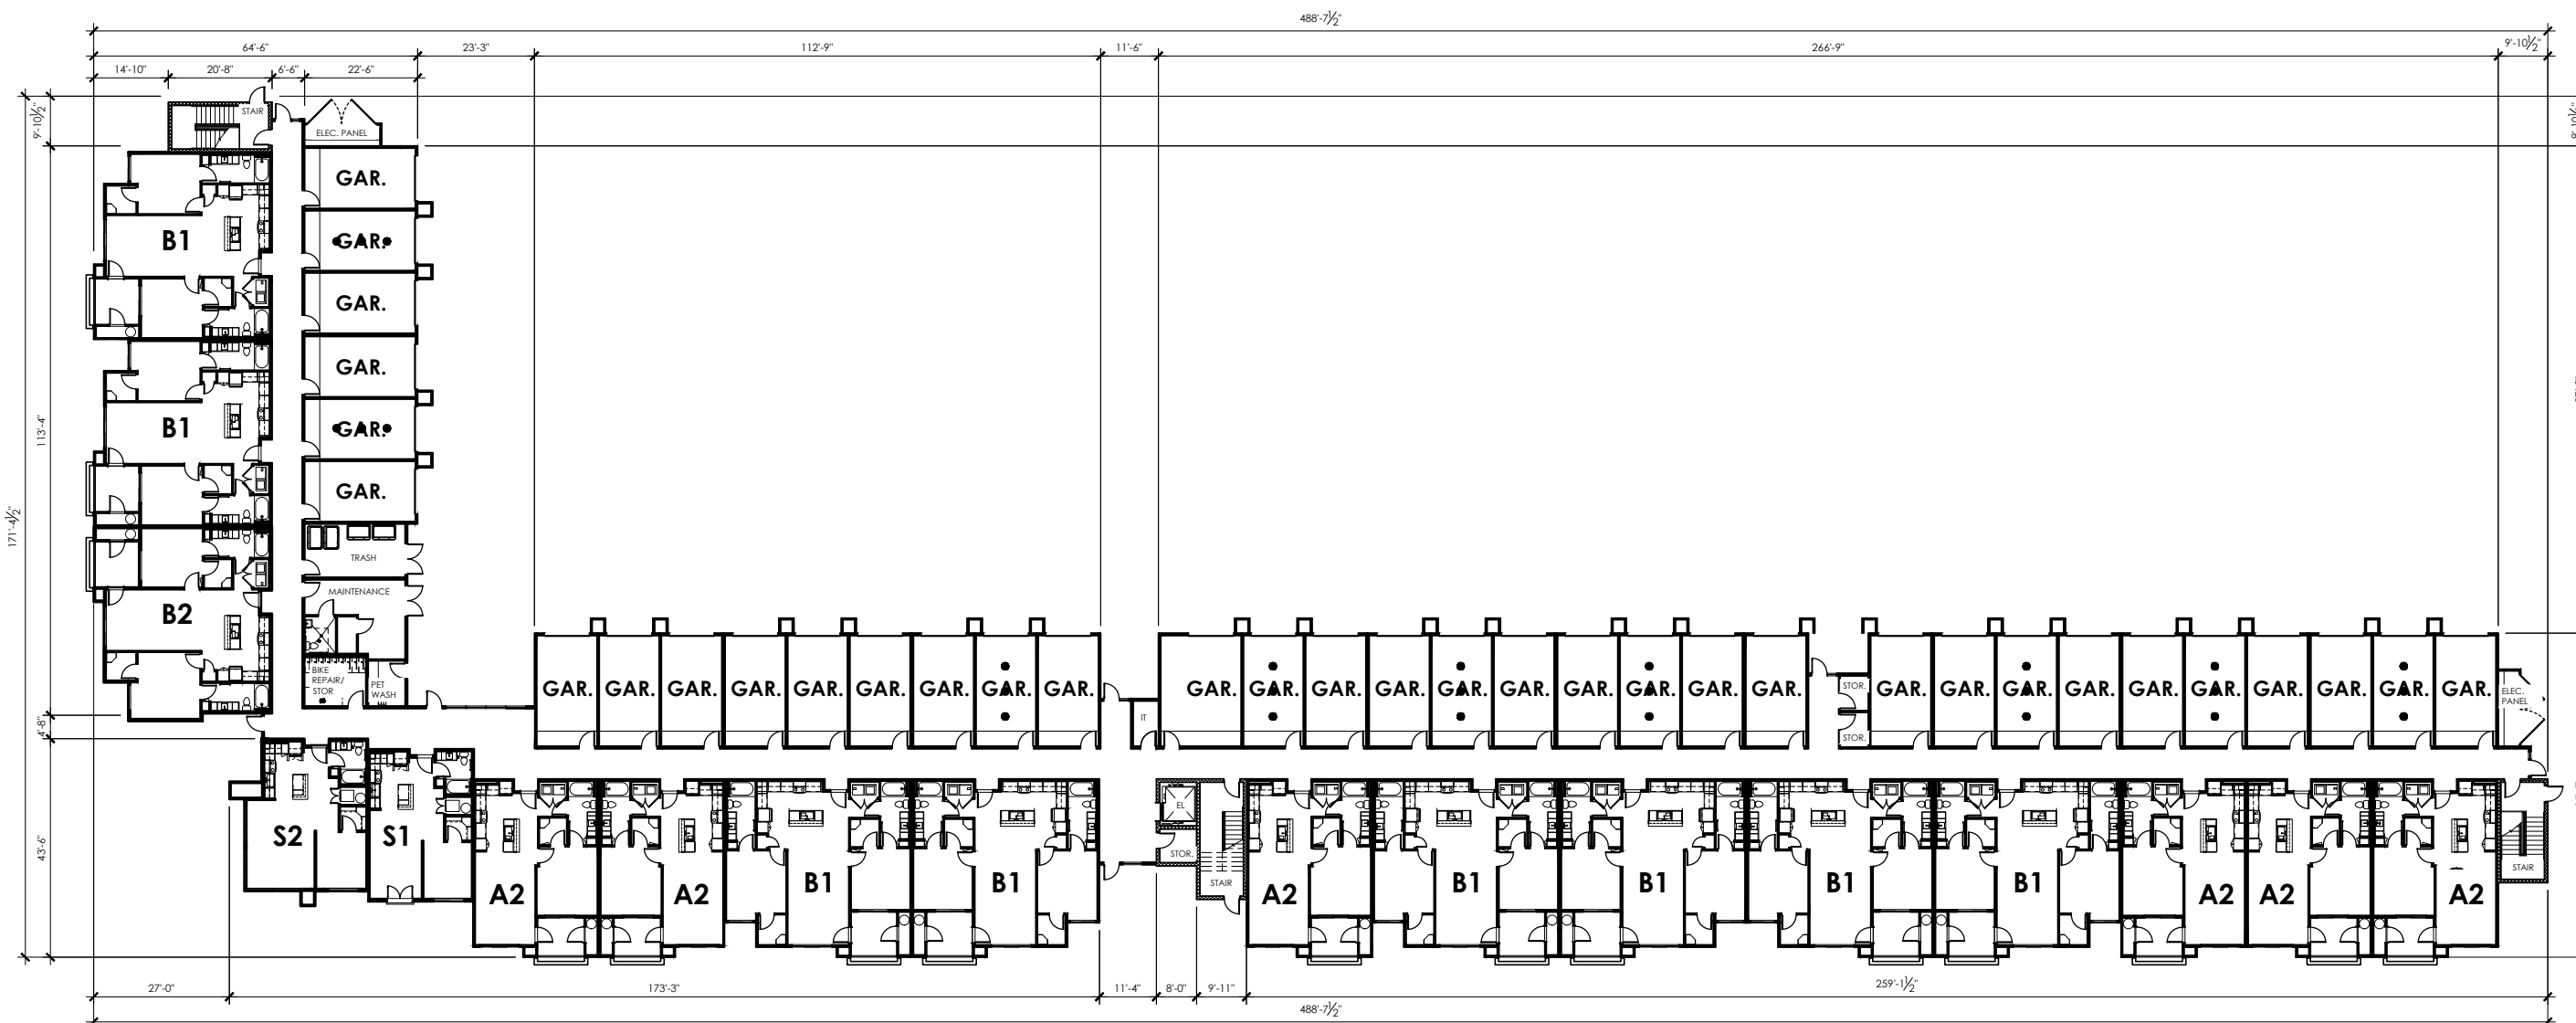 488'-7½"
64'-6"
23'-3"
112'-9"
11'-6"
266'-9"
9'-10½"
14'-10"
20'-8"
6'-6"
22'-6"
9'-10½"
STAIR
ELEC. PANEL
GAR.
B1
GAR.
GAR.
GAR.
113'-4"
B1
GAR.
GAR.
171'-4½"
TRASH
MAINTENANCE
B2
BIKE
REPAIR/
STOR
PET
WASH
GAR. GAR. GAR. GAR. GAR. GAR. GAR. GAR. GAR.
IT
GAR. GAR. GAR. GAR. GAR. GAR. GAR. GAR. GAR. GAR.
STOR.
STOR.
GAR. GAR. GAR. GAR. GAR. GAR. GAR. GAR. GAR. GAR.
ELEC.
PANEL
4'-8"
43'-6"
S2
S1
A2
A2
B1
B1
EL
STOR.
STAIR
A2
B1
B1
B1
B1
A2
A2
A2
STAIR
27'-0"
173'-3"
11'-4"
8'-0"
9'-11"
259'-1½"
488'-7½"